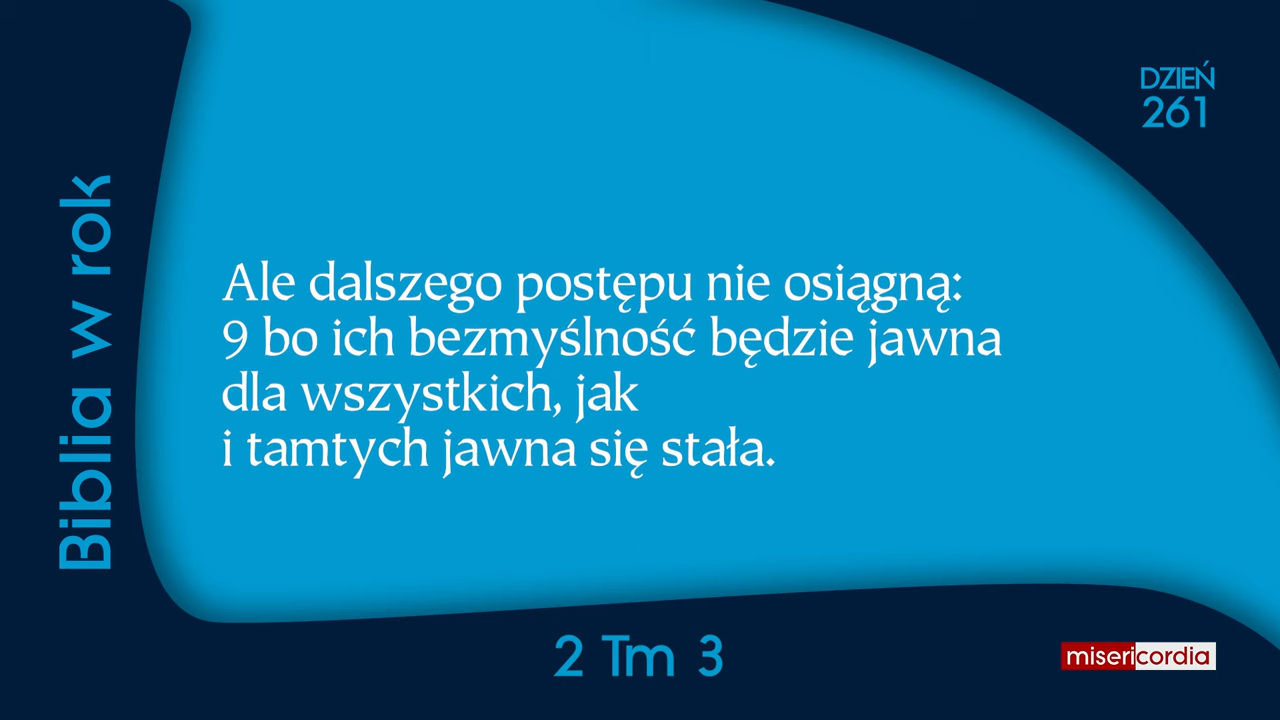 DZIEŃ
261
Biblia w rok
Ale dalszego postępu nie osiągną:
9 bo ich bezmyślność będzie jawna
dla wszystkich, jak
i tamtych jawna się stała.
2 Tm 3
misericordia